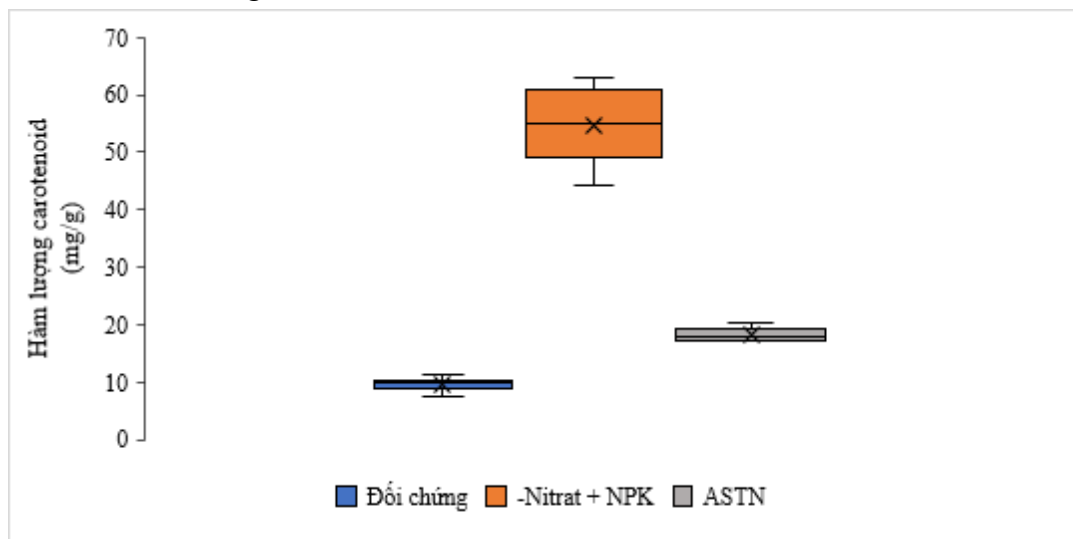 70
60
50
40
30
20
10
0
Hàm lượng carotenoid
(mg/g)
Đối chứng -Nitrat + NPK ASTN